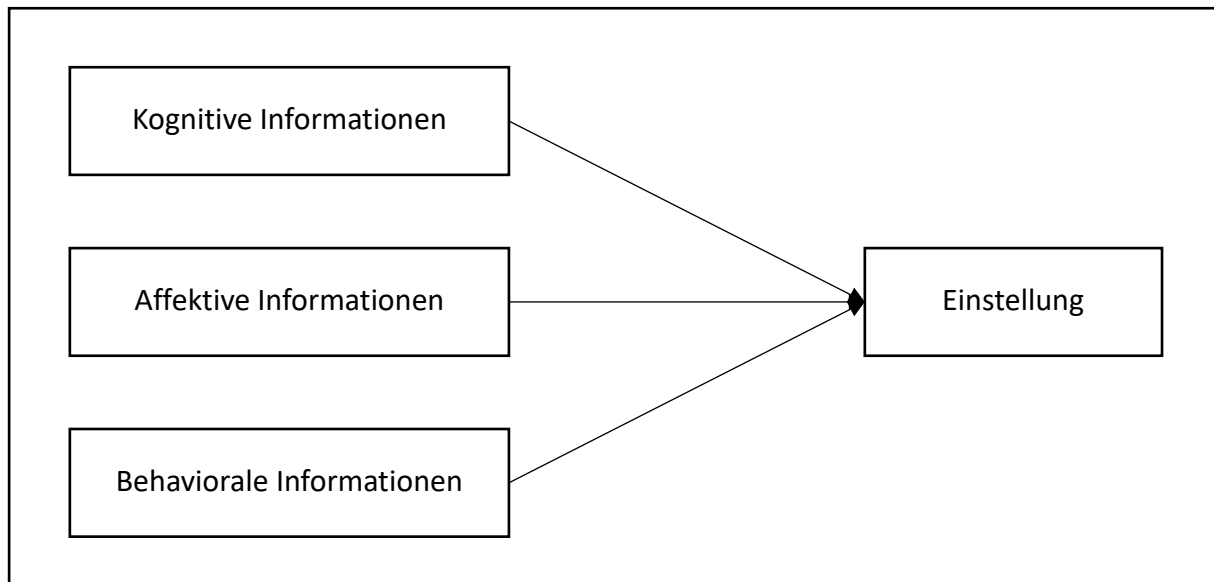 Kognitive Informationen
Affektive Informationen
Einstellung
Behaviorale Informationen